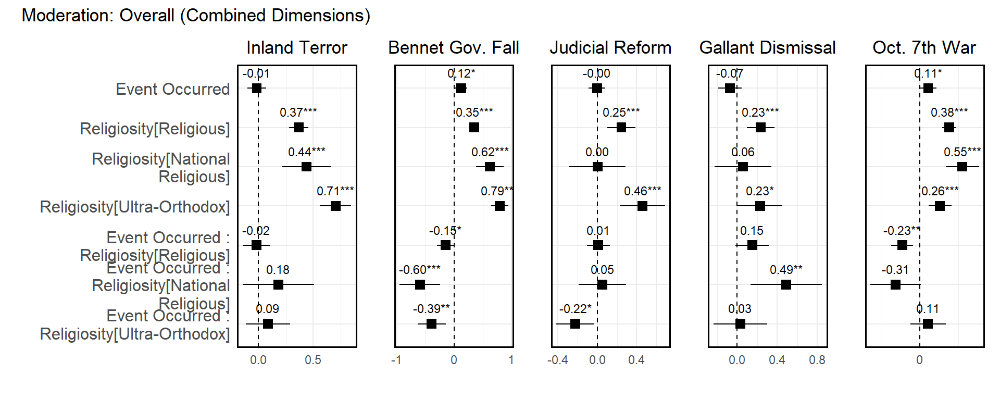 Moderation: Overall (Combined Dimensions)
Inland Terror
Bennet Gov. Fall
Judicial Reform
Gallant Dismissal
Oct. 7th War
Event Occurred
-0.01
0.12*
-0.00
-0.07
0.11*
Religiosity[Religious]
0.37***
0.35***
0.25***
0.23***
0.38***
Religiosity[National
Religious]
0.44***
0.62***
0.00
0.06
0.55***
Religiosity[Ultra-Orthodox]
0.71***
0.79**
0.46***
0.23*
0.26***
Event Occurred :
Religiosity[Religious]
-0.02
-0.15*
0.01
0.15
-0.23**
Event Occurred :
Religiosity[National
Religious]
0.18
-0.60***
0.05
0.49**
-0.31
Event Occurred :
Religiosity[Ultra-Orthodox]
0.09
-0.39**
-0.22*
0.03
0.11
0.0 0.5
-1 0 1
-0.4 0.0 0.4
0.0 0.4 0.8
0